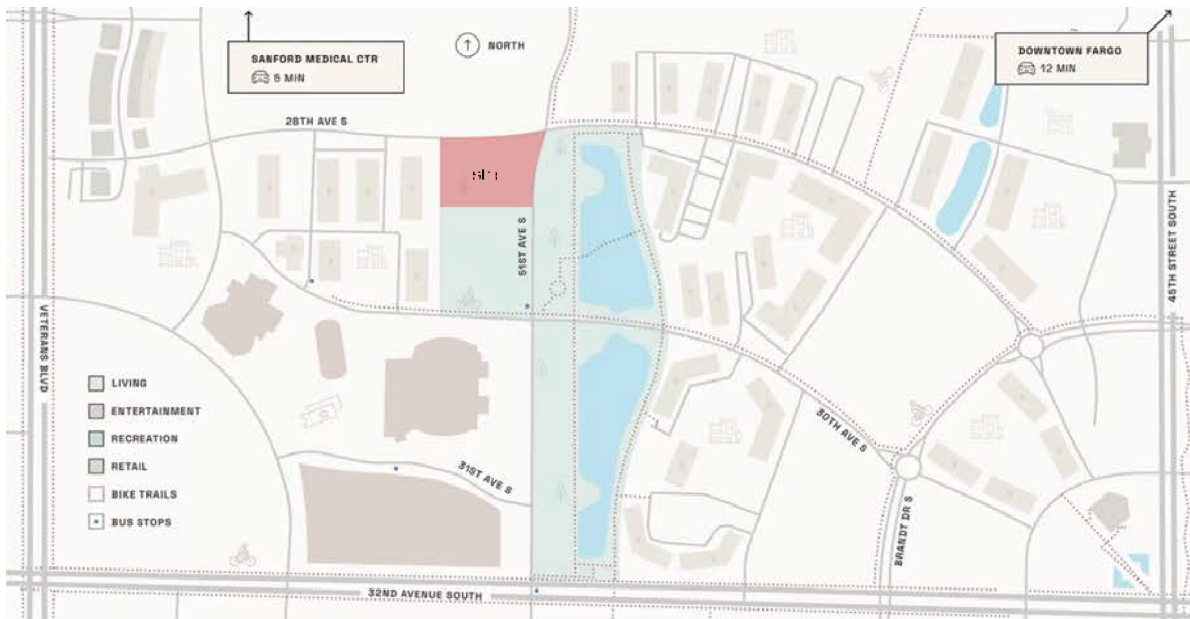 SANFORD MEDICAL CTR
5 MIN
NORTH
DOWNTOWN FARGO
12 MIN
28TH AVE S
51ST AVE S
45TH STREET SOUTH
VETERANS BLVD
LIVING
ENTERTAINMENT
RECREATION
RETAIL
BIKE TRAILS
BUS STOPS
31ST AVE S
30TH AVE S
BRANDT DR S
32ND AVENUE SOUTH